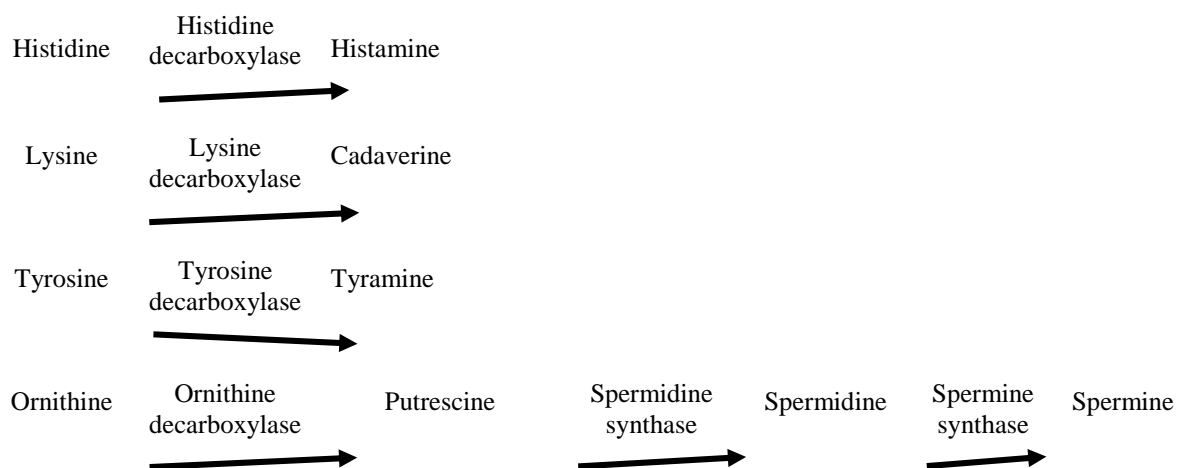 Histidine Histidine decarboxylase Histamine
Lysine Lysine decarboxylase Cadaverine
Tyrosine Tyrosine decarboxylase Tyramine
Ornithine Ornithine decarboxylase Putrescine Spermidine synthase Spermidine Spermine synthase Spermine